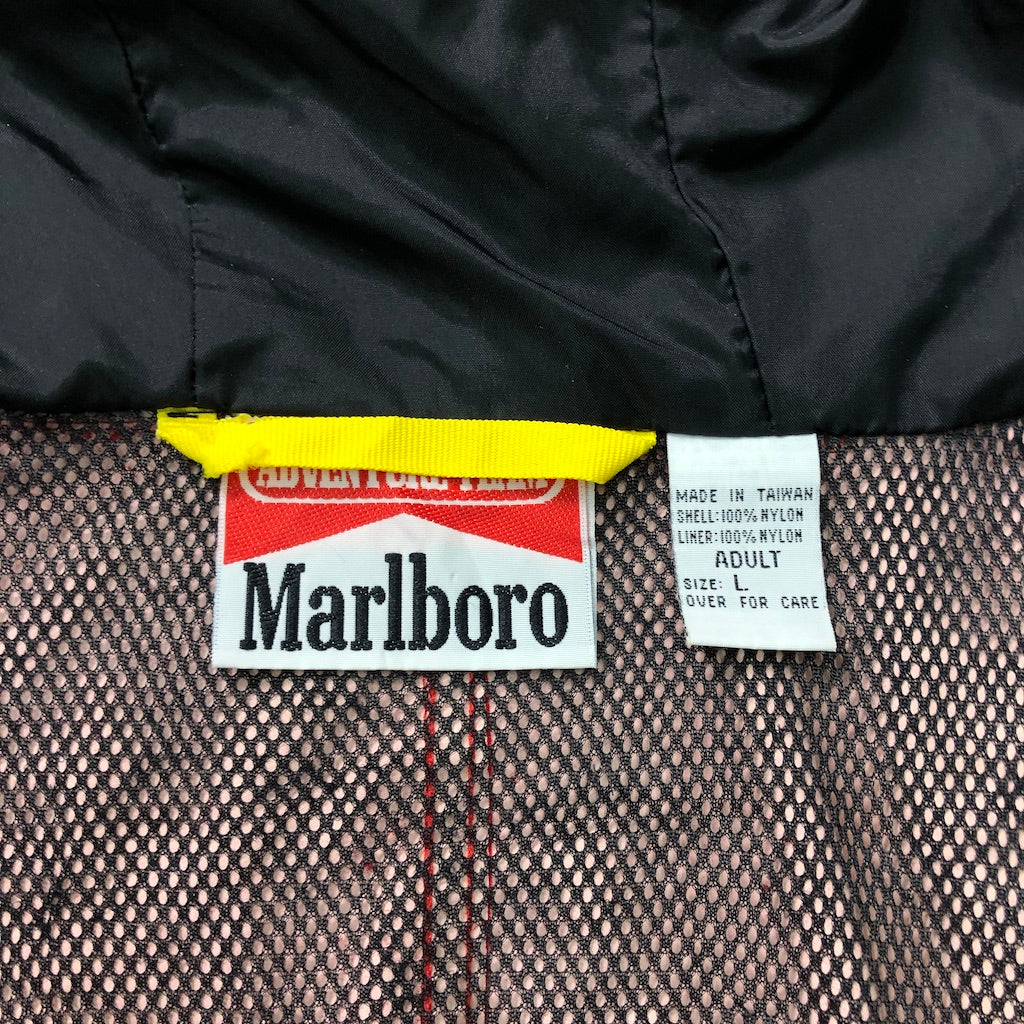 ADVENTURE TEAM
Marlboro
MADE IN TAIWAN
SHELL:100% NYLON
LINER:100% NYLON
ADULT
SIZE: L
OVER FOR CARE